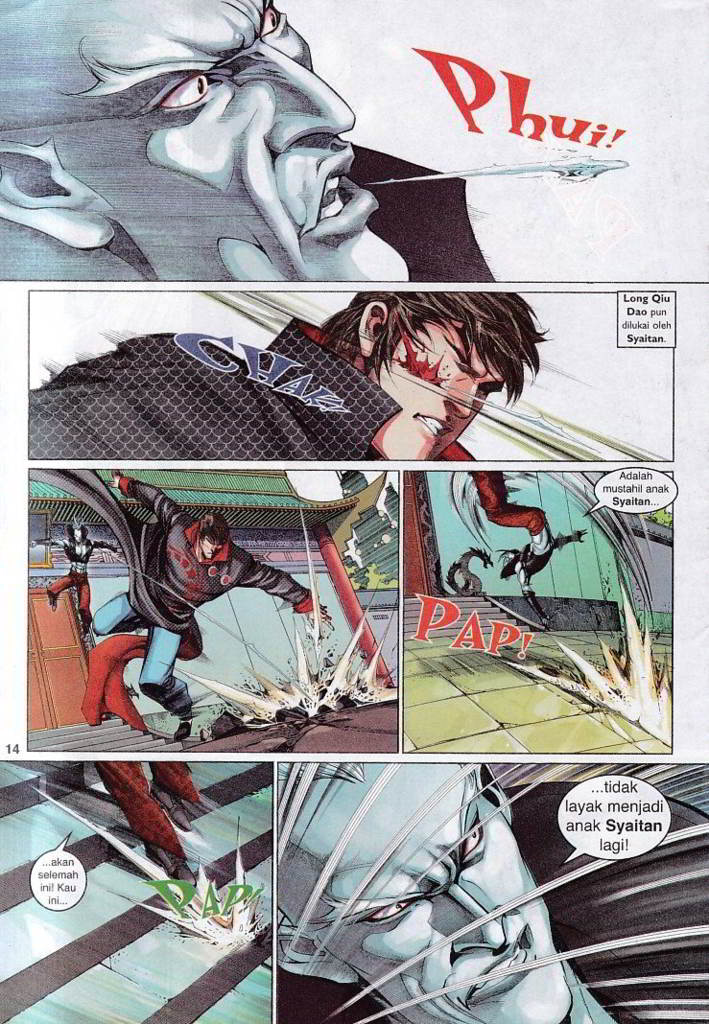 Phui!
Long Qiu
Dao pun
dilukai oleh
Syaitan.
CHAK
Adalah
mustahil anak
Syaitan...
PAP!
14
...akan
selemah
ini! Kau
ini...
PAP!
...tidak
layak menjadi
anak Syaitan
lagi!